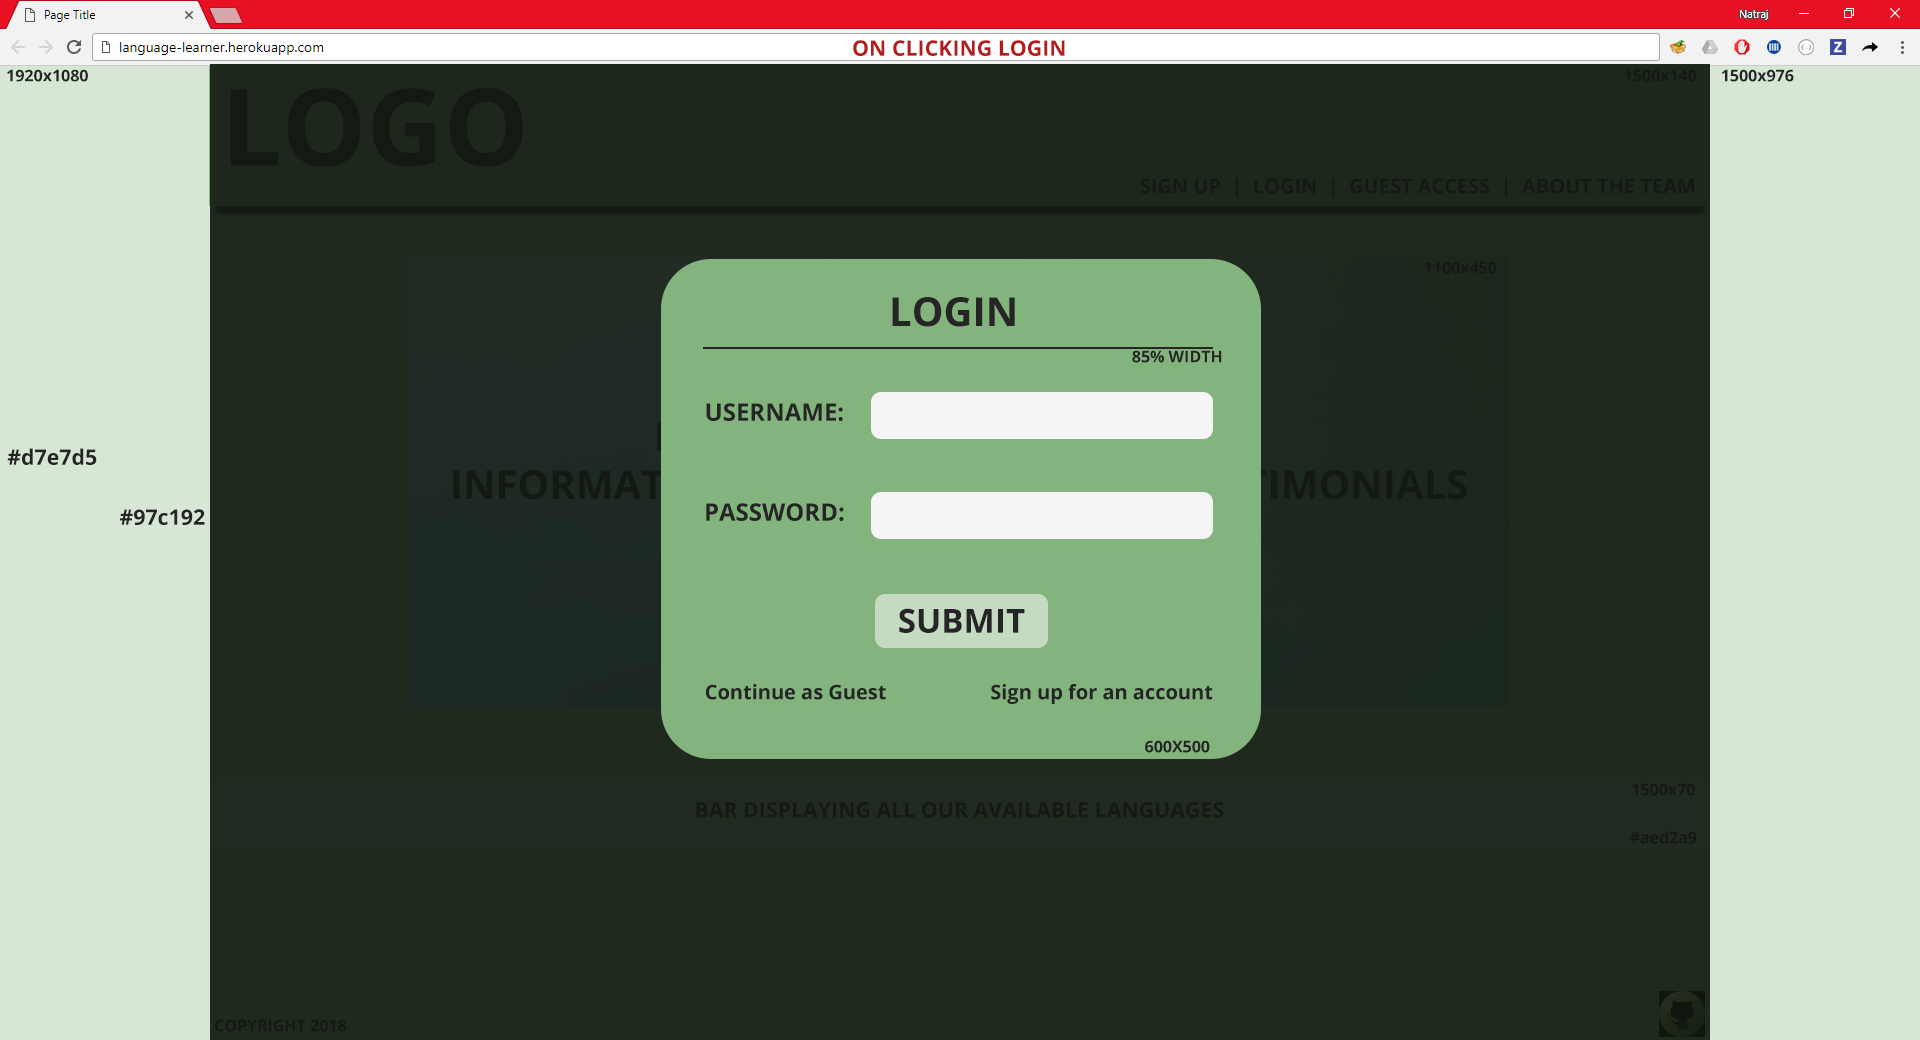 Page Title
Natraj
language-learner.herokuapp.com
ON CLICKING LOGIN
1920x1080
1500x140
1500x976
LOGO
SIGN UP | LOGIN | GUEST ACCESS | ABOUT THE TEAM
1100x450
LOGIN
85% WIDTH
USERNAME:
#d7e7d5
INFORMAT
TIMONIALS
PASSWORD:
#97c192
SUBMIT
Continue as Guest
Sign up for an account
600X500
1500x70
BAR DISPLAYING ALL OUR AVAILABLE LANGUAGES
#aed2a9
COPYRIGHT 2018